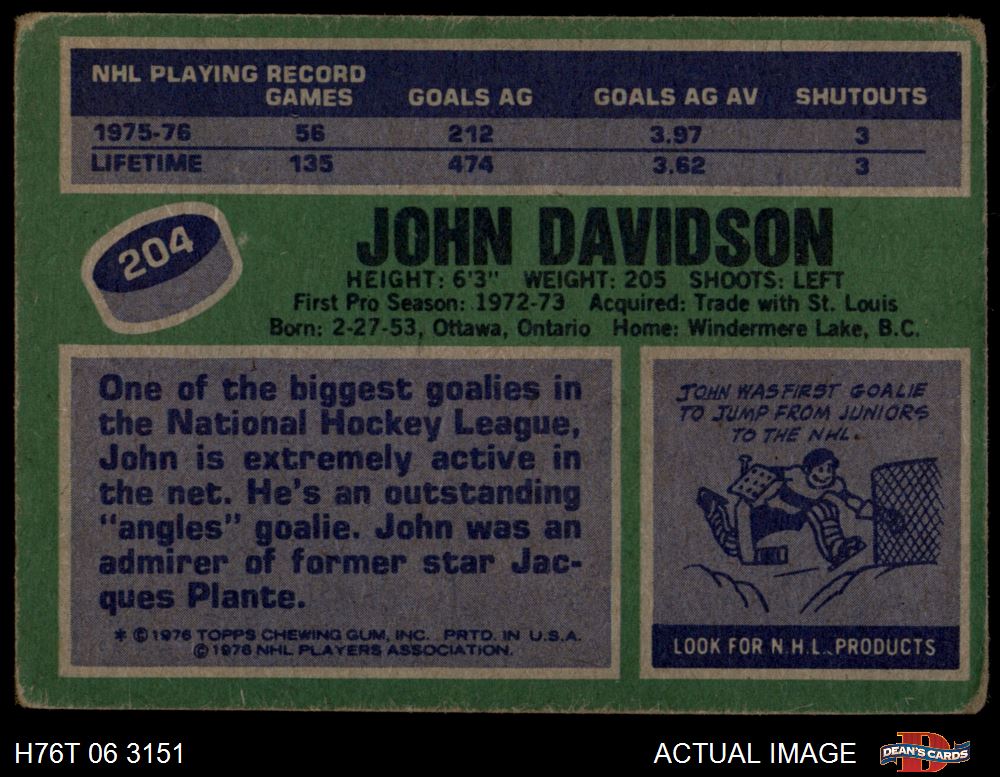 NHL PLAYING RECORD
GAMES GOALS AG GOALS AG AV SHUTOUTS
1975-76 56 212 3.97 3
LIFETIME 135 474 3.62 3
204
JOHN DAVIDSON
HEIGHT: 6'3" WEIGHT: 205 SHOOTS: LEFT
First Pro Season: 1972-73 Acquired: Trade with St. Louis
Born: 2-27-53, Ottawa, Ontario Home: Windermere Lake, B.C.
One of the biggest goalies in
the National Hockey League,
John is extremely active in
the net. He's an outstanding
"angles" goalie. John was an
admirer of former star Jac-
ques Plante.
* © 1976 TOPPS CHEWING GUM, INC. PRTD. IN U.S.A.
© 1976 NHL PLAYERS ASSOCIATION.
JOHN WAS FIRST GOALIE
TO JUMP FROM JUNIORS
TO THE NHL.
LOOK FOR N.H.L. PRODUCTS
H76T 06 3151
ACTUAL IMAGE
DEAN'S CARDS